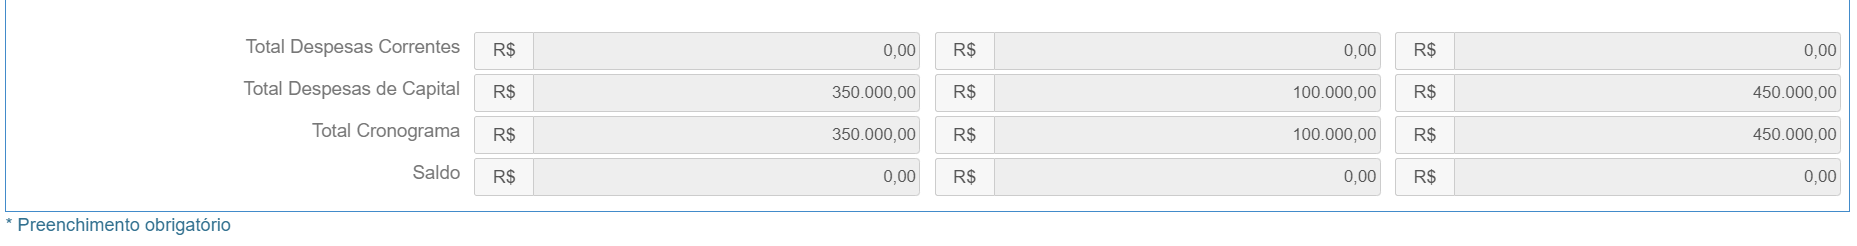 Total Despesas Correntes R$ 0,00 R$ 0,00 R$ 0,00
Total Despesas de Capital R$ 350.000,00 R$ 100.000,00 R$ 450.000,00
Total Cronograma R$ 350.000,00 R$ 100.000,00 R$ 450.000,00
Saldo R$ 0,00 R$ 0,00 R$ 0,00
* Preenchimento obrigatório